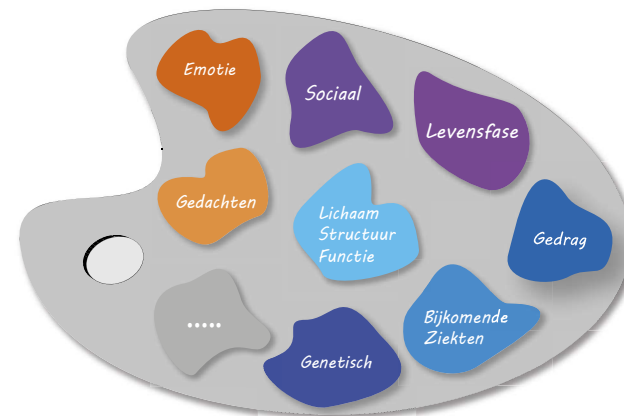 Emotie
Sociaal
Levensfase
Gedachten
Lichaam
Structuur
Functie
Gedrag
.....
Bijkomende
Ziekten
Genetisch